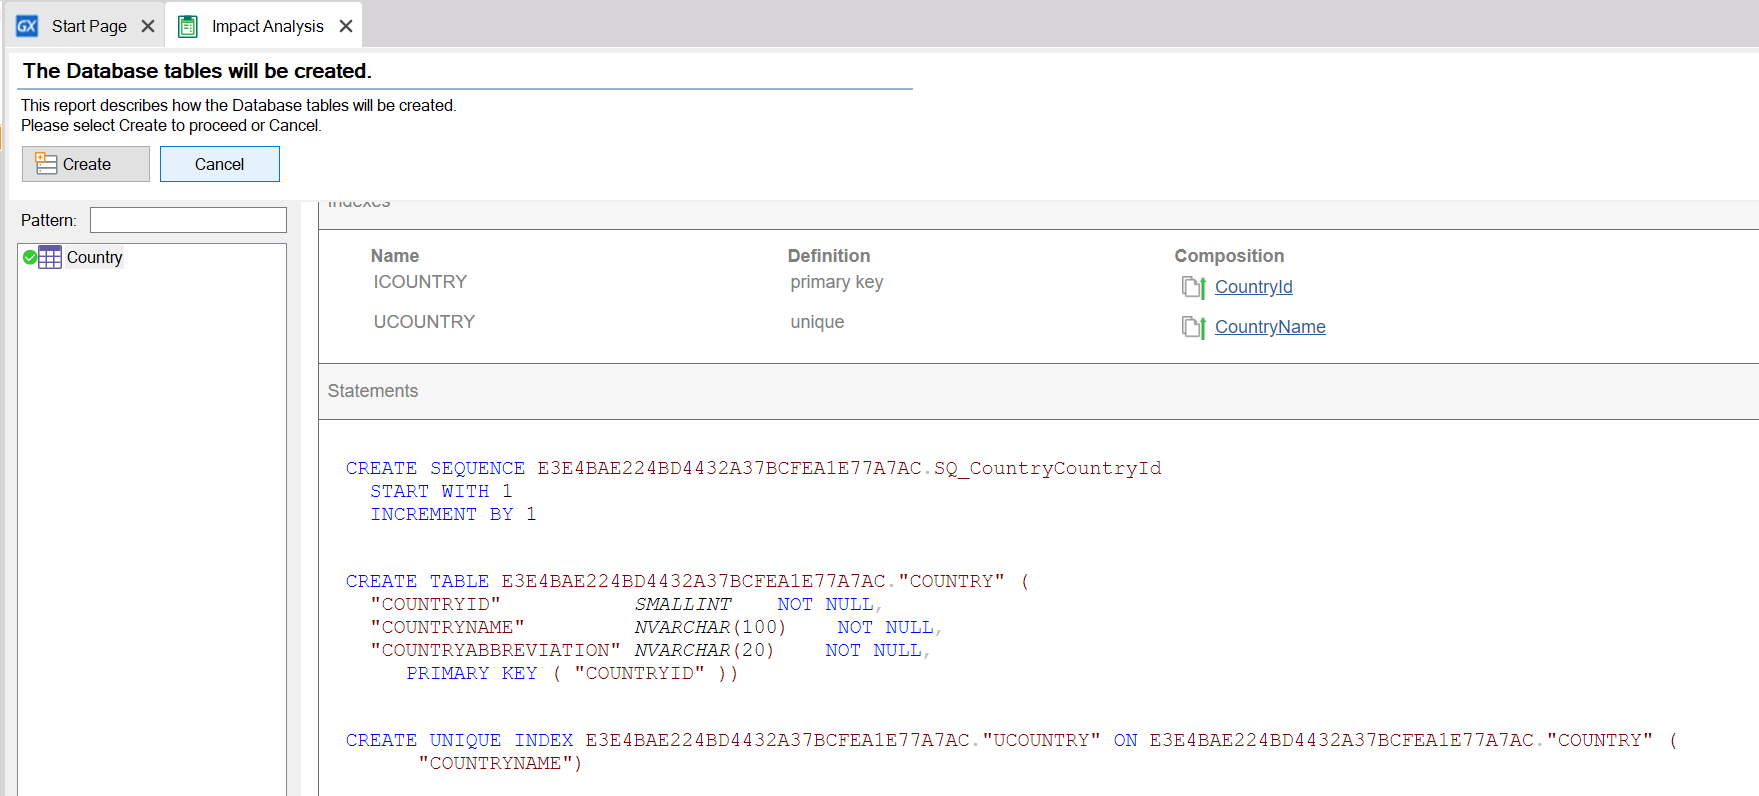 GX Start Page Impact Analysis
The Database tables will be created.
This report describes how the Database tables will be created.
Please select Create to proceed or Cancel.
Create Cancel
Pattern:
Country
Indexes
Name Definition Composition
ICOUNTRY primary key CountryId
UCOUNTRY unique CountryName
Statements
CREATE SEQUENCE E3E4BAE224BD4432A37BCFEA1E77A7AC.SQ_CountryCountryId
START WITH 1
INCREMENT BY 1
CREATE TABLE E3E4BAE224BD4432A37BCFEA1E77A7AC."COUNTRY" (
"COUNTRYID" SMALLINT NOT NULL,
"COUNTRYNAME" NVARCHAR(100) NOT NULL,
"COUNTRYABBREVIATION" NVARCHAR(20) NOT NULL,
PRIMARY KEY ( "COUNTRYID" ))
CREATE UNIQUE INDEX E3E4BAE224BD4432A37BCFEA1E77A7AC."UCOUNTRY" ON E3E4BAE224BD4432A37BCFEA1E77A7AC."COUNTRY" (
"COUNTRYNAME")